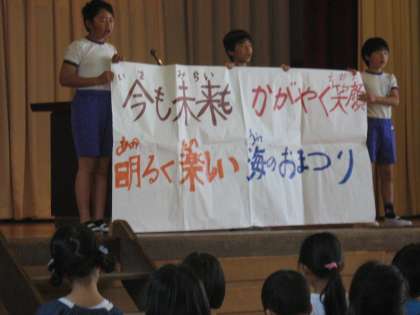 今も未来も かがやく笑顔
明るく楽しい 海のおまつり